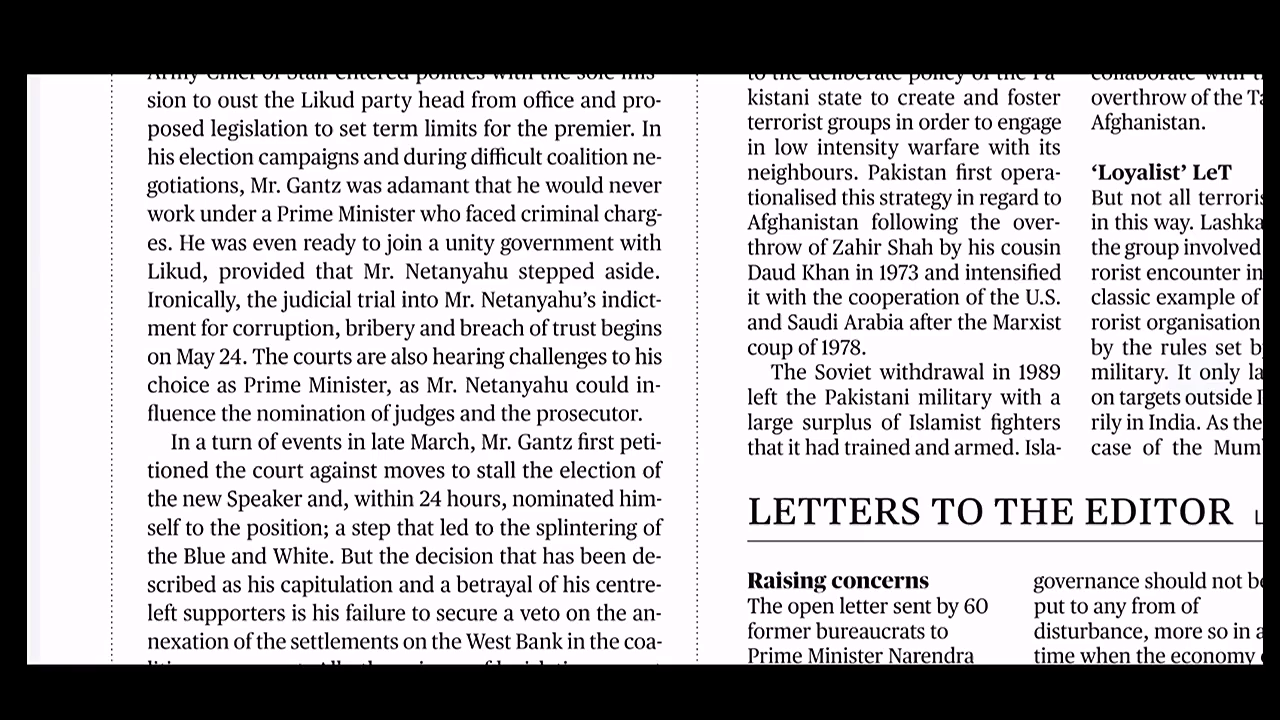 sion to oust the Likud party head from office and pro-
posed legislation to set term limits for the premier. In
his election campaigns and during difficult coalition ne-
gotiations, Mr. Gantz was adamant that he would never
work under a Prime Minister who faced criminal charg-
es. He was even ready to join a unity government with
Likud, provided that Mr. Netanyahu stepped aside.
Ironically, the judicial trial into Mr. Netanyahu's indict-
ment for corruption, bribery and breach of trust begins
on May 24. The courts are also hearing challenges to his
choice as Prime Minister, as Mr. Netanyahu could in-
fluence the nomination of judges and the prosecutor.
In a turn of events in late March, Mr. Gantz first peti-
tioned the court against moves to stall the election of
the new Speaker and, within 24 hours, nominated him-
self to the position; a step that led to the splintering of
the Blue and White. But the decision that has been de-
scribed as his capitulation and a betrayal of his centre-
left supporters is his failure to secure a veto on the an-
nexation of the settlements on the West Bank in the coa-
to the deliberate policy of the Pa-
kistani state to create and foster
terrorist groups in order to engage
in low intensity warfare with its
neighbours. Pakistan first opera-
tionalised this strategy in regard to
Afghanistan following the over-
throw of Zahir Shah by his cousin
Daud Khan in 1973 and intensified
it with the cooperation of the U.S.
and Saudi Arabia after the Marxist
coup of 1978.
The Soviet withdrawal in 1989
left the Pakistani military with a
large surplus of Islamist fighters
that it had trained and armed. Isla-
collaborate with
overthrow of the
Afghanistan.
'Loyalist' LeT
But not all
in this way.
the group involved
rorist encounter in
classic example of
rorist organisation
by the rules set
military. It only
on targets outside
rily in India. As the
case of the
LETTERS TO THE EDITOR
Raising concerns
The open letter sent by 60
former bureaucrats to
Prime Minister Narendra
governance should not
put to any from of
disturbance, more so in a
time when the economy